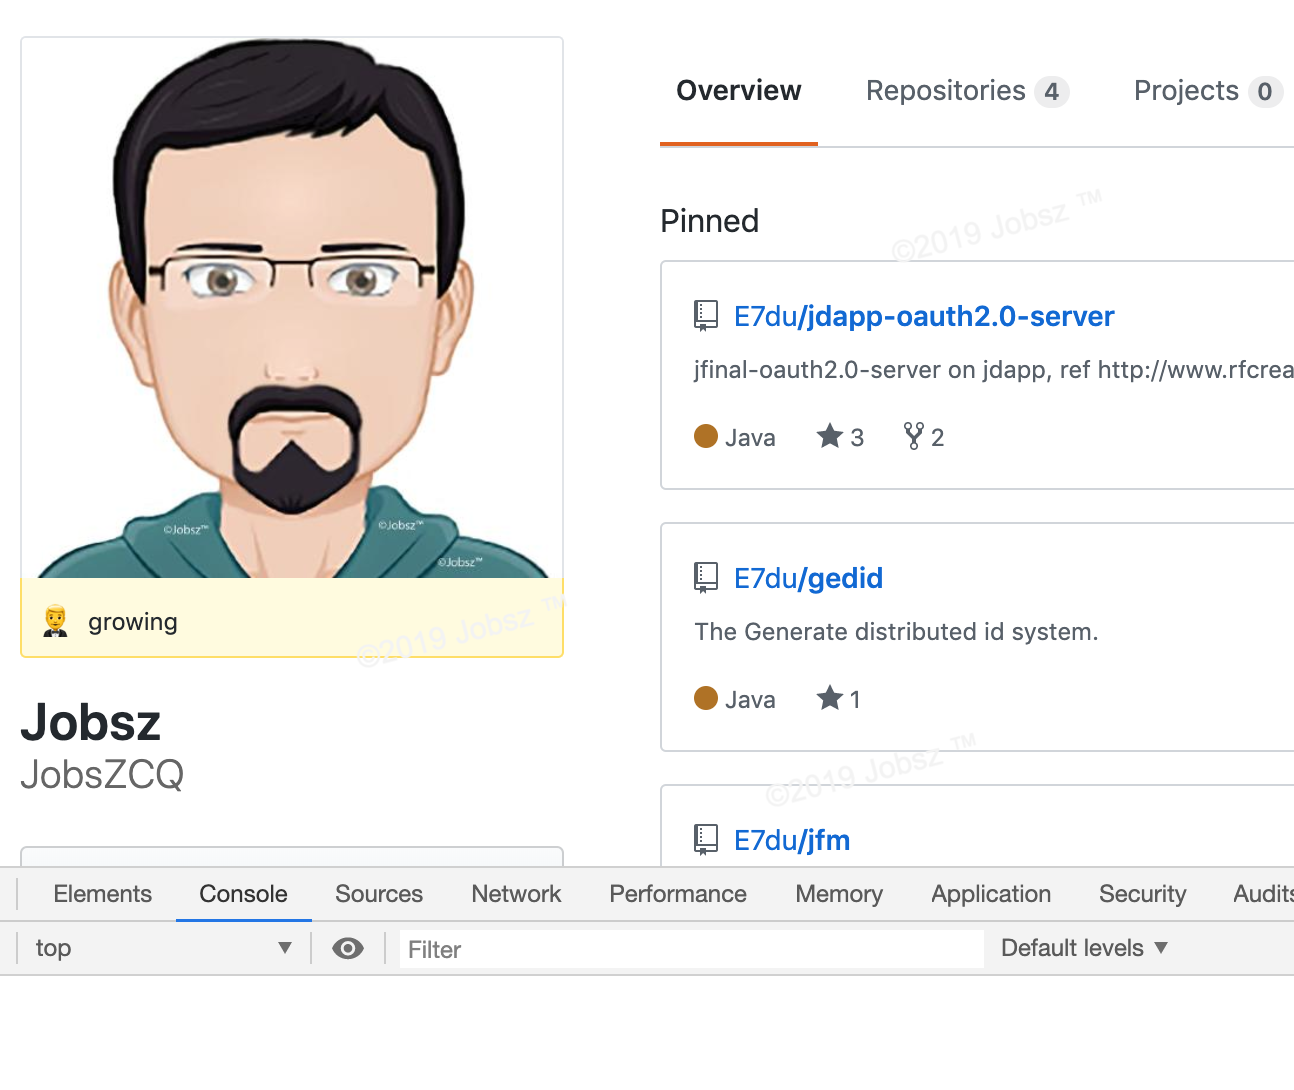 Overview Repositories 4 Projects 0
©2019 Jobsz ™
Pinned
E7du/jdapp-oauth2.0-server
jfinal-oauth2.0-server on jdapp, ref http://www.rfcrea
Java 3 2
©Jobsz™
©Jobsz™
©Jobsz™
growing
©2019 Jobsz ™
E7du/gedid
The Generate distributed id system.
Java 1
Jobsz
JobsZCQ
©2019 Jobsz ™
E7du/jfm
Elements Console Sources Network Performance Memory Application Security Audits
top Filter Default levels